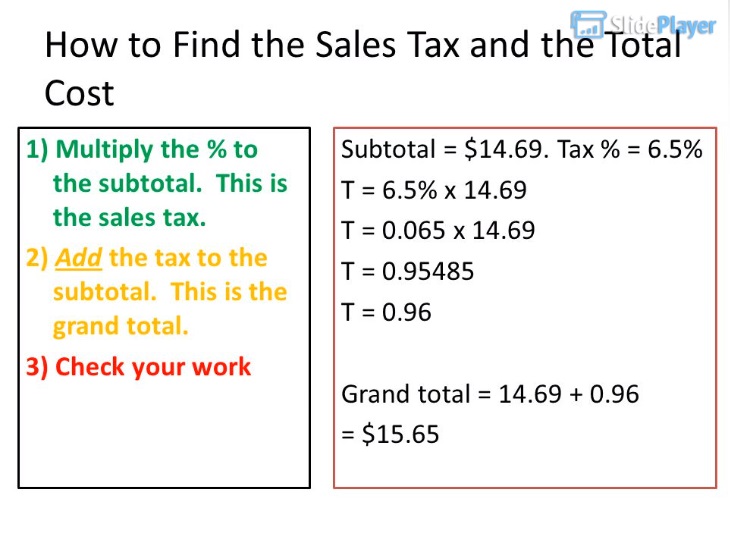 SlidePlayer
How to Find the Sales Tax and the Total
Cost
1) Multiply the % to
the subtotal. This is
the sales tax.
2) Add the tax to the
subtotal. This is the
grand total.
3) Check your work
Subtotal = $14.69. Tax % = 6.5%
T = 6.5% x 14.69
T = 0.065 x 14.69
T = 0.95485
T = 0.96
Grand total = 14.69 + 0.96
= $15.65